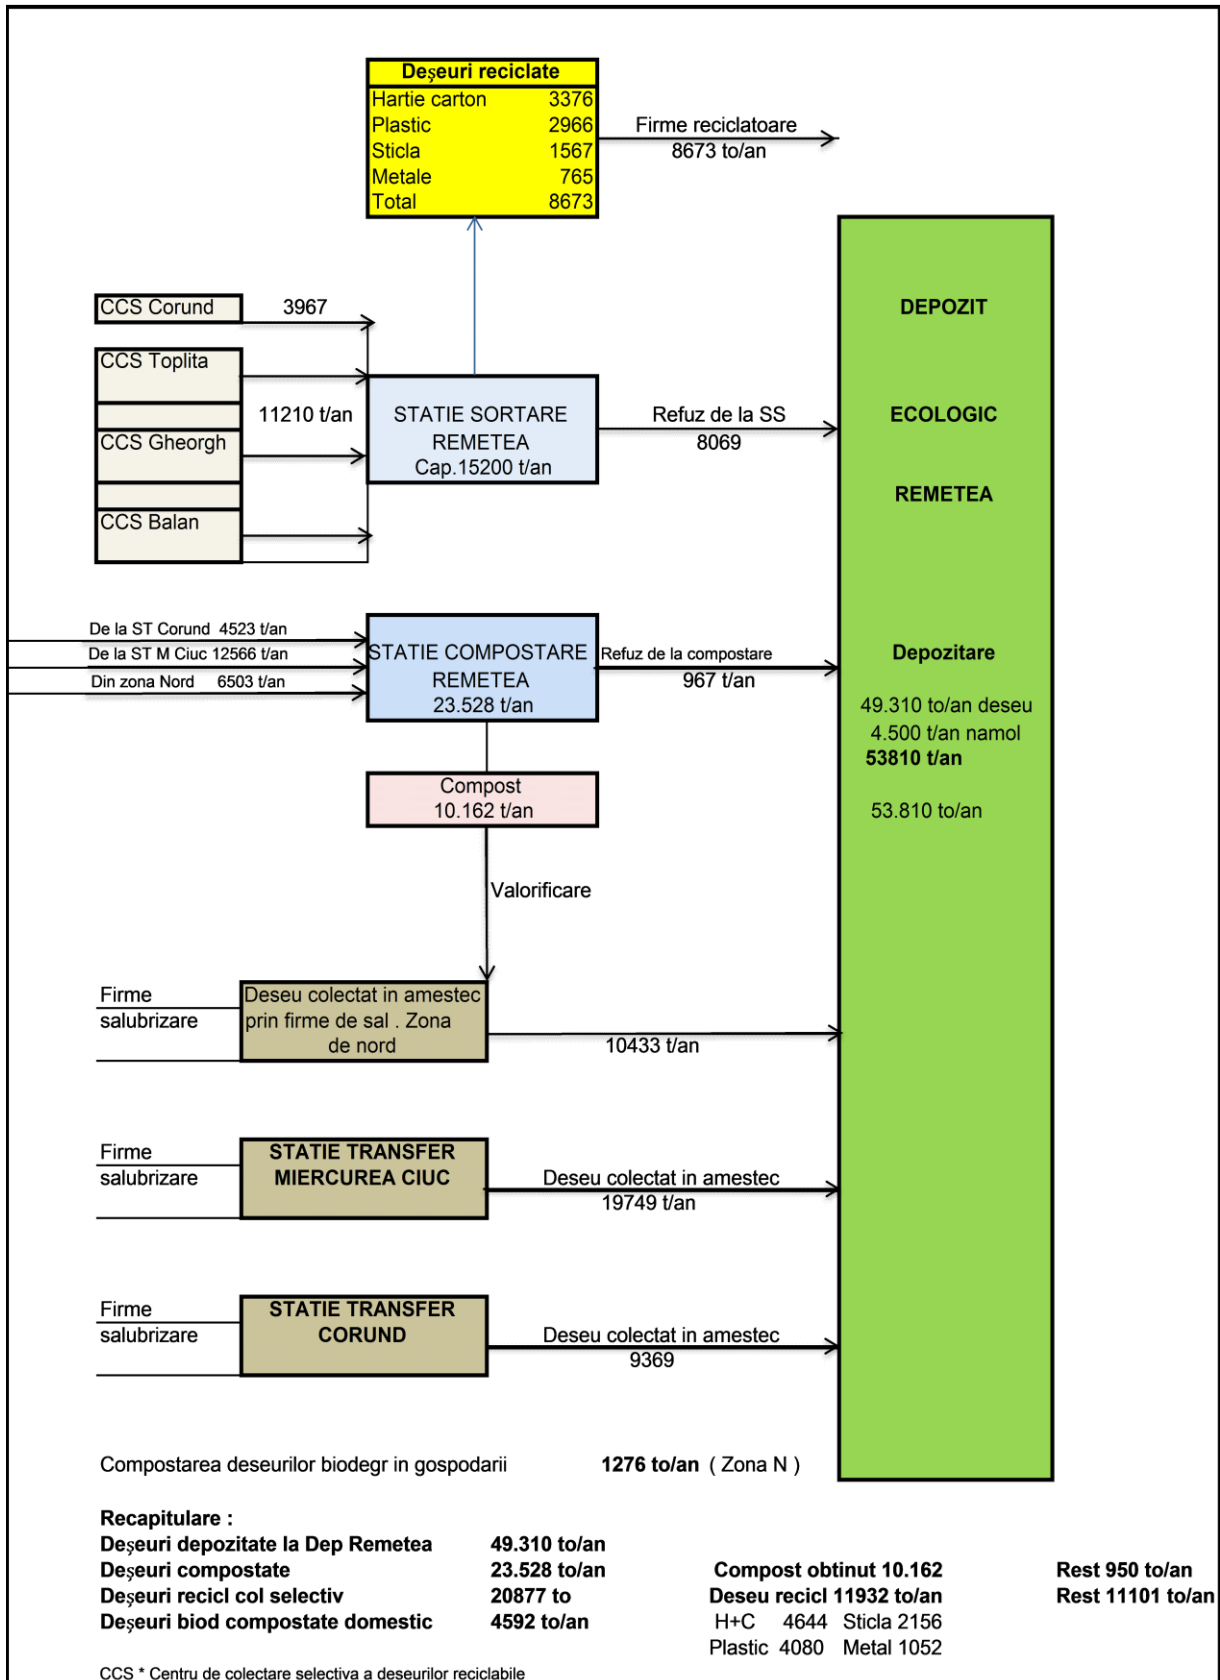 Deşeuri reciclate
Hartie carton 3376
Plastic 2966
Sticla 1567
Metale 765
Total 8673
Firme reciclatoare
8673 to/an
CCS Corund 3967
CCS Toplita
11210 t/an
CCS Gheorgh
CCS Balan
STATIE SORTARE
REMETEA
Cap.15200 t/an
Refuz de la SS
8069
DEPOZIT
ECOLOGIC
REMETEA
De la ST Corund 4523 t/an
De la ST M Ciuc 12566 t/an
Din zona Nord 6503 t/an
STATIE COMPOSTARE
REMETEA
23.528 t/an
Refuz de la compostare
967 t/an
Depozitare
49.310 to/an deseu
4.500 t/an namol
53810 t/an
53.810 to/an
Compost
10.162 t/an
Valorificare
Firme
salubrizare
Deseu colectat in amestec
prin firme de sal . Zona
de nord
10433 t/an
Firme
salubrizare
STATIE TRANSFER
MIERCUREA CIUC
Deseu colectat in amestec
19749 t/an
Firme
salubrizare
STATIE TRANSFER
CORUND
Deseu colectat in amestec
9369
Compostarea deseurilor biodegr in gospodarii 1276 to/an ( Zona N )
Recapitulare :
Deşeuri depozitate la Dep Remetea 49.310 to/an
Deşeuri compostate 23.528 to/an Compost obtinut 10.162 Rest 950 to/an
Deşeuri recicl col selectiv 20877 to Deseu recicl 11932 to/an Rest 11101 to/an
Deşeuri biod compostate domestic 4592 to/an H+C 4644 Sticla 2156
Plastic 4080 Metal 1052
CCS * Centru de colectare selectiva a deseurilor reciclabile